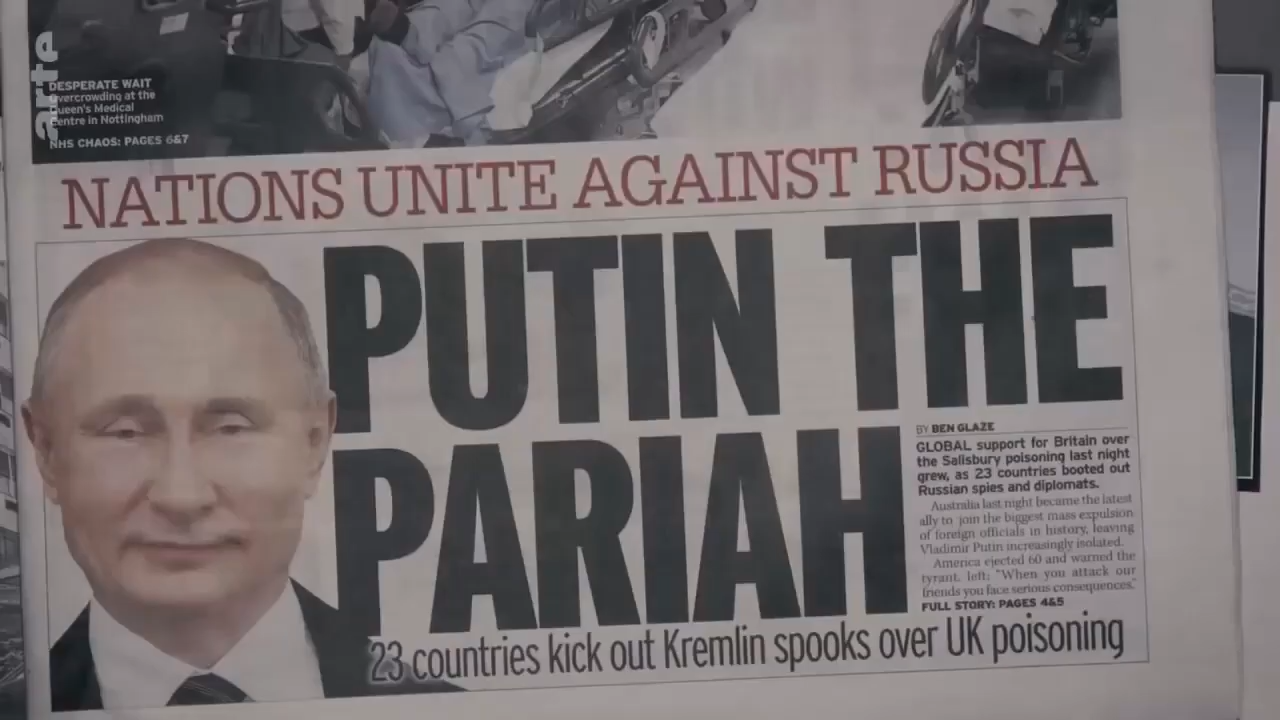 arte
DESPERATE WAIT
overcrowding at the
Queen's Medical
Centre in Nottingham
NHS CHAOS: PAGES 6&7
NATIONS UNITE AGAINST RUSSIA
PUTIN THE
PARIAH
BY BEN GLAZE
GLOBAL support for Britain over
the Salisbury poisoning last night
grew, as 23 countries booted out
Russian spies and diplomats.
Australia last night became the latest
ally to join the biggest mass expulsion
of foreign officials in history, leaving
Vladimir Putin increasingly isolated.
America ejected 60 and warned the
tyrant, left: "When you attack our
friends you face serious consequences."
FULL STORY: PAGES 4&5
23 countries kick out Kremlin spooks over UK poisoning